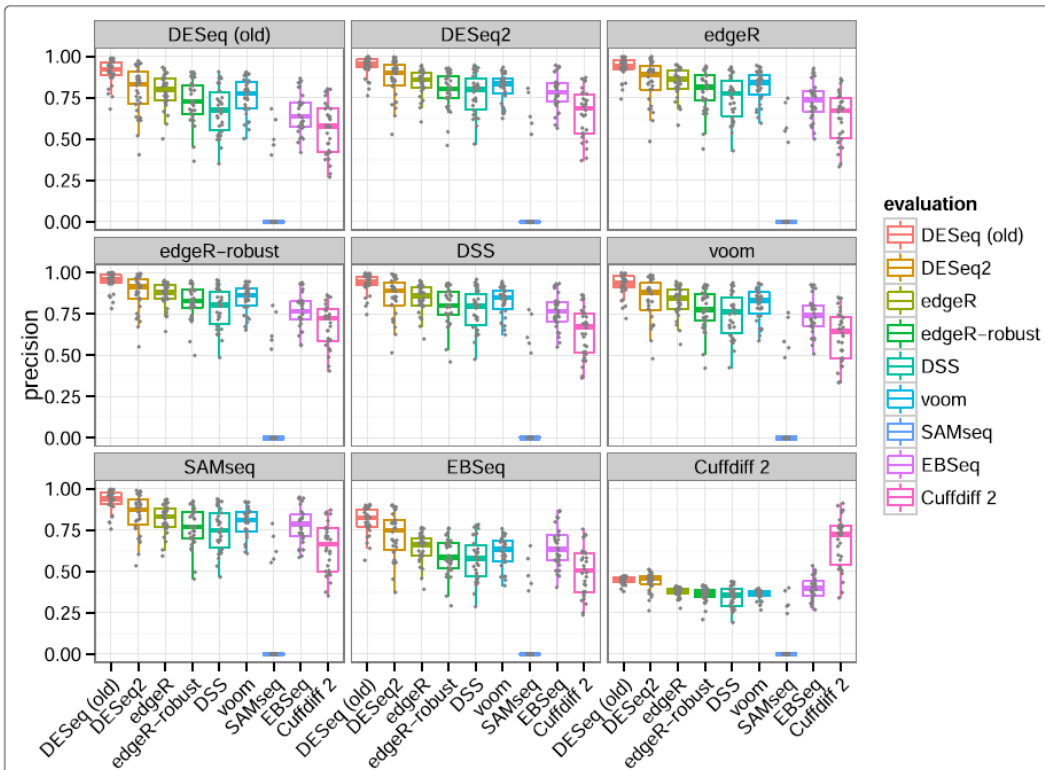 DESeq (old) DESeq2 edgeR
1.00
0.75
0.50
0.25
0.00
edgeR−robust DSS voom
1.00
0.75
0.50
0.25
0.00
SAMseq EBSeq Cuffdiff 2
1.00
0.75
0.50
0.25
0.00
precision
DESeq (old) DESeq2 edgeR edgeR−robust DSS voom SAMseq EBSeq Cuffdiff 2
DESeq (old) DESeq2 edgeR edgeR−robust DSS voom SAMseq EBSeq Cuffdiff 2
DESeq (old) DESeq2 edgeR edgeR−robust DSS voom SAMseq EBSeq Cuffdiff 2
evaluation
DESeq (old)
DESeq2
edgeR
edgeR−robust
DSS
voom
SAMseq
EBSeq
Cuffdiff 2